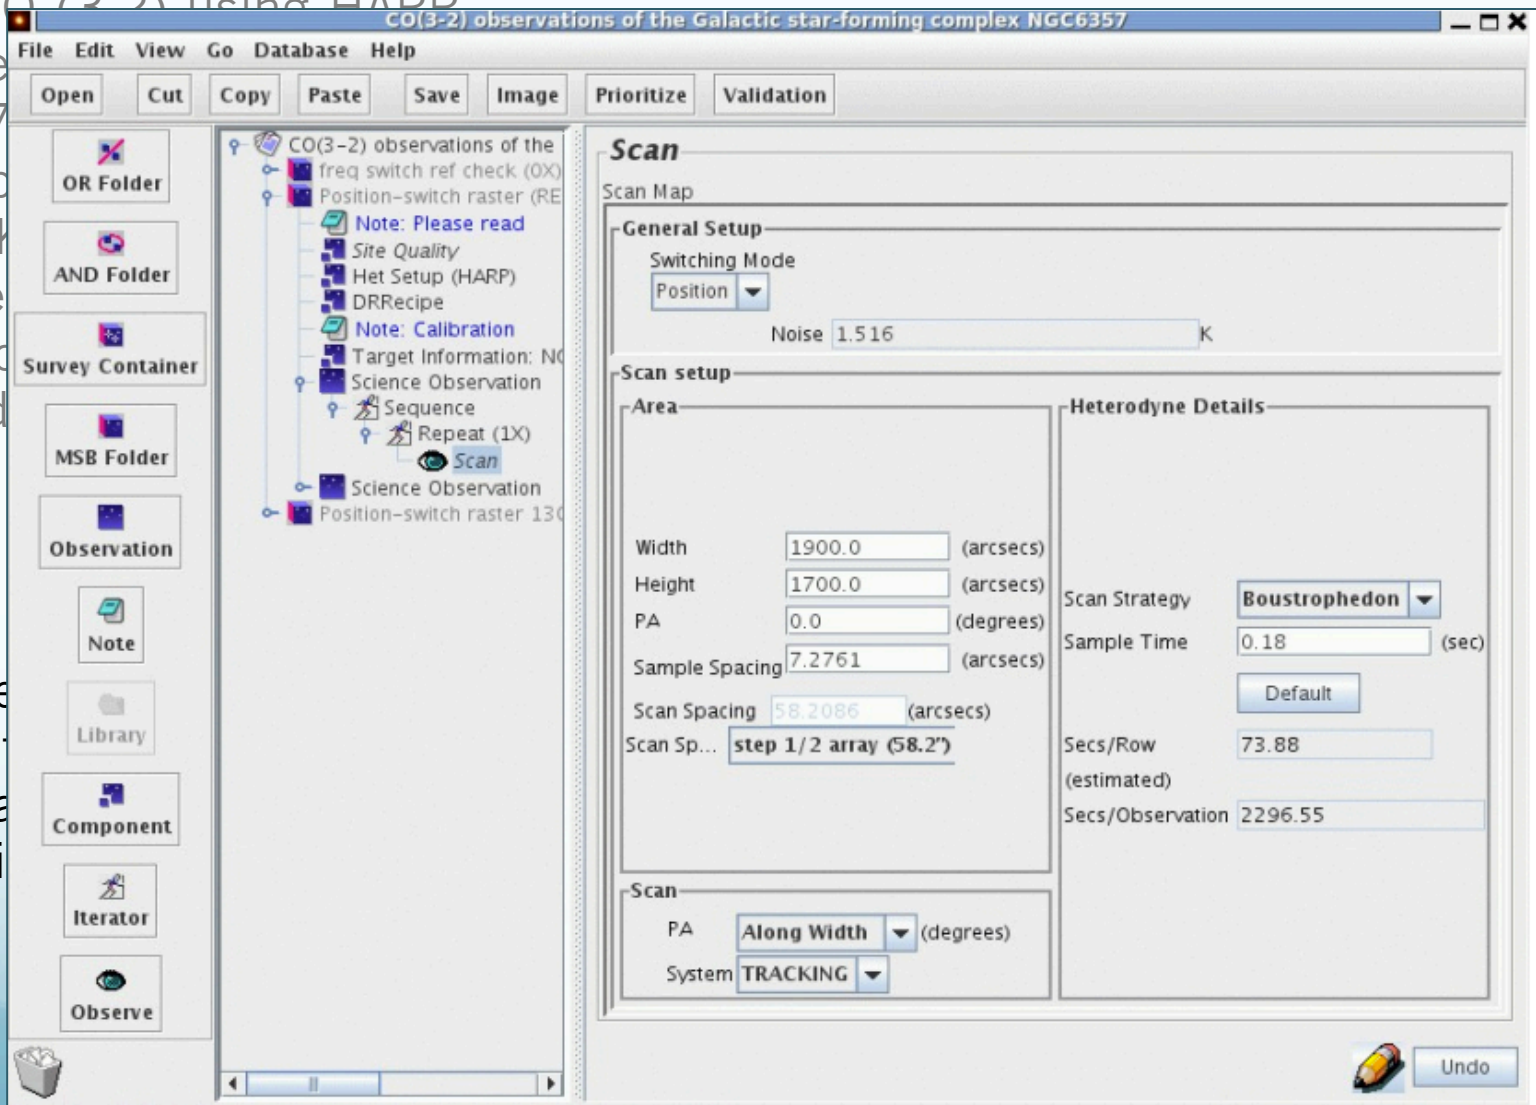 CO(3-2) observations of the Galactic star-forming complex NGC6357
File Edit View Go Database Help
Open Cut Copy Paste Save Image Prioritize Validation
OR Folder
AND Folder
Survey Container
MSB Folder
Observation
Note
Library
Component
Iterator
Observe
CO(3-2) observations of the
freq switch ref check (0X)
Position-switch raster (RE
Note: Please read
Site Quality
Het Setup (HARP)
DRRecipe
Note: Calibration
Target Information: NG
Science Observation
Sequence
Repeat (1X)
Scan
Science Observation
Position-switch raster 13C
Scan
Scan Map
General Setup
Switching Mode
Position
Noise 1.516 K
Scan setup
Area
Width 1900.0 (arcsecs)
Height 1700.0 (arcsecs)
PA 0.0 (degrees)
Sample Spacing 7.2761 (arcsecs)
Scan Spacing 58.2086 (arcsecs)
Scan Sp... step 1/2 array (58.2")
Scan
PA Along Width (degrees)
System TRACKING
Heterodyne Details
Scan Strategy Boustrophedon
Sample Time 0.18 (sec)
Default
Secs/Row 73.88
(estimated)
Secs/Observation 2296.55
Undo